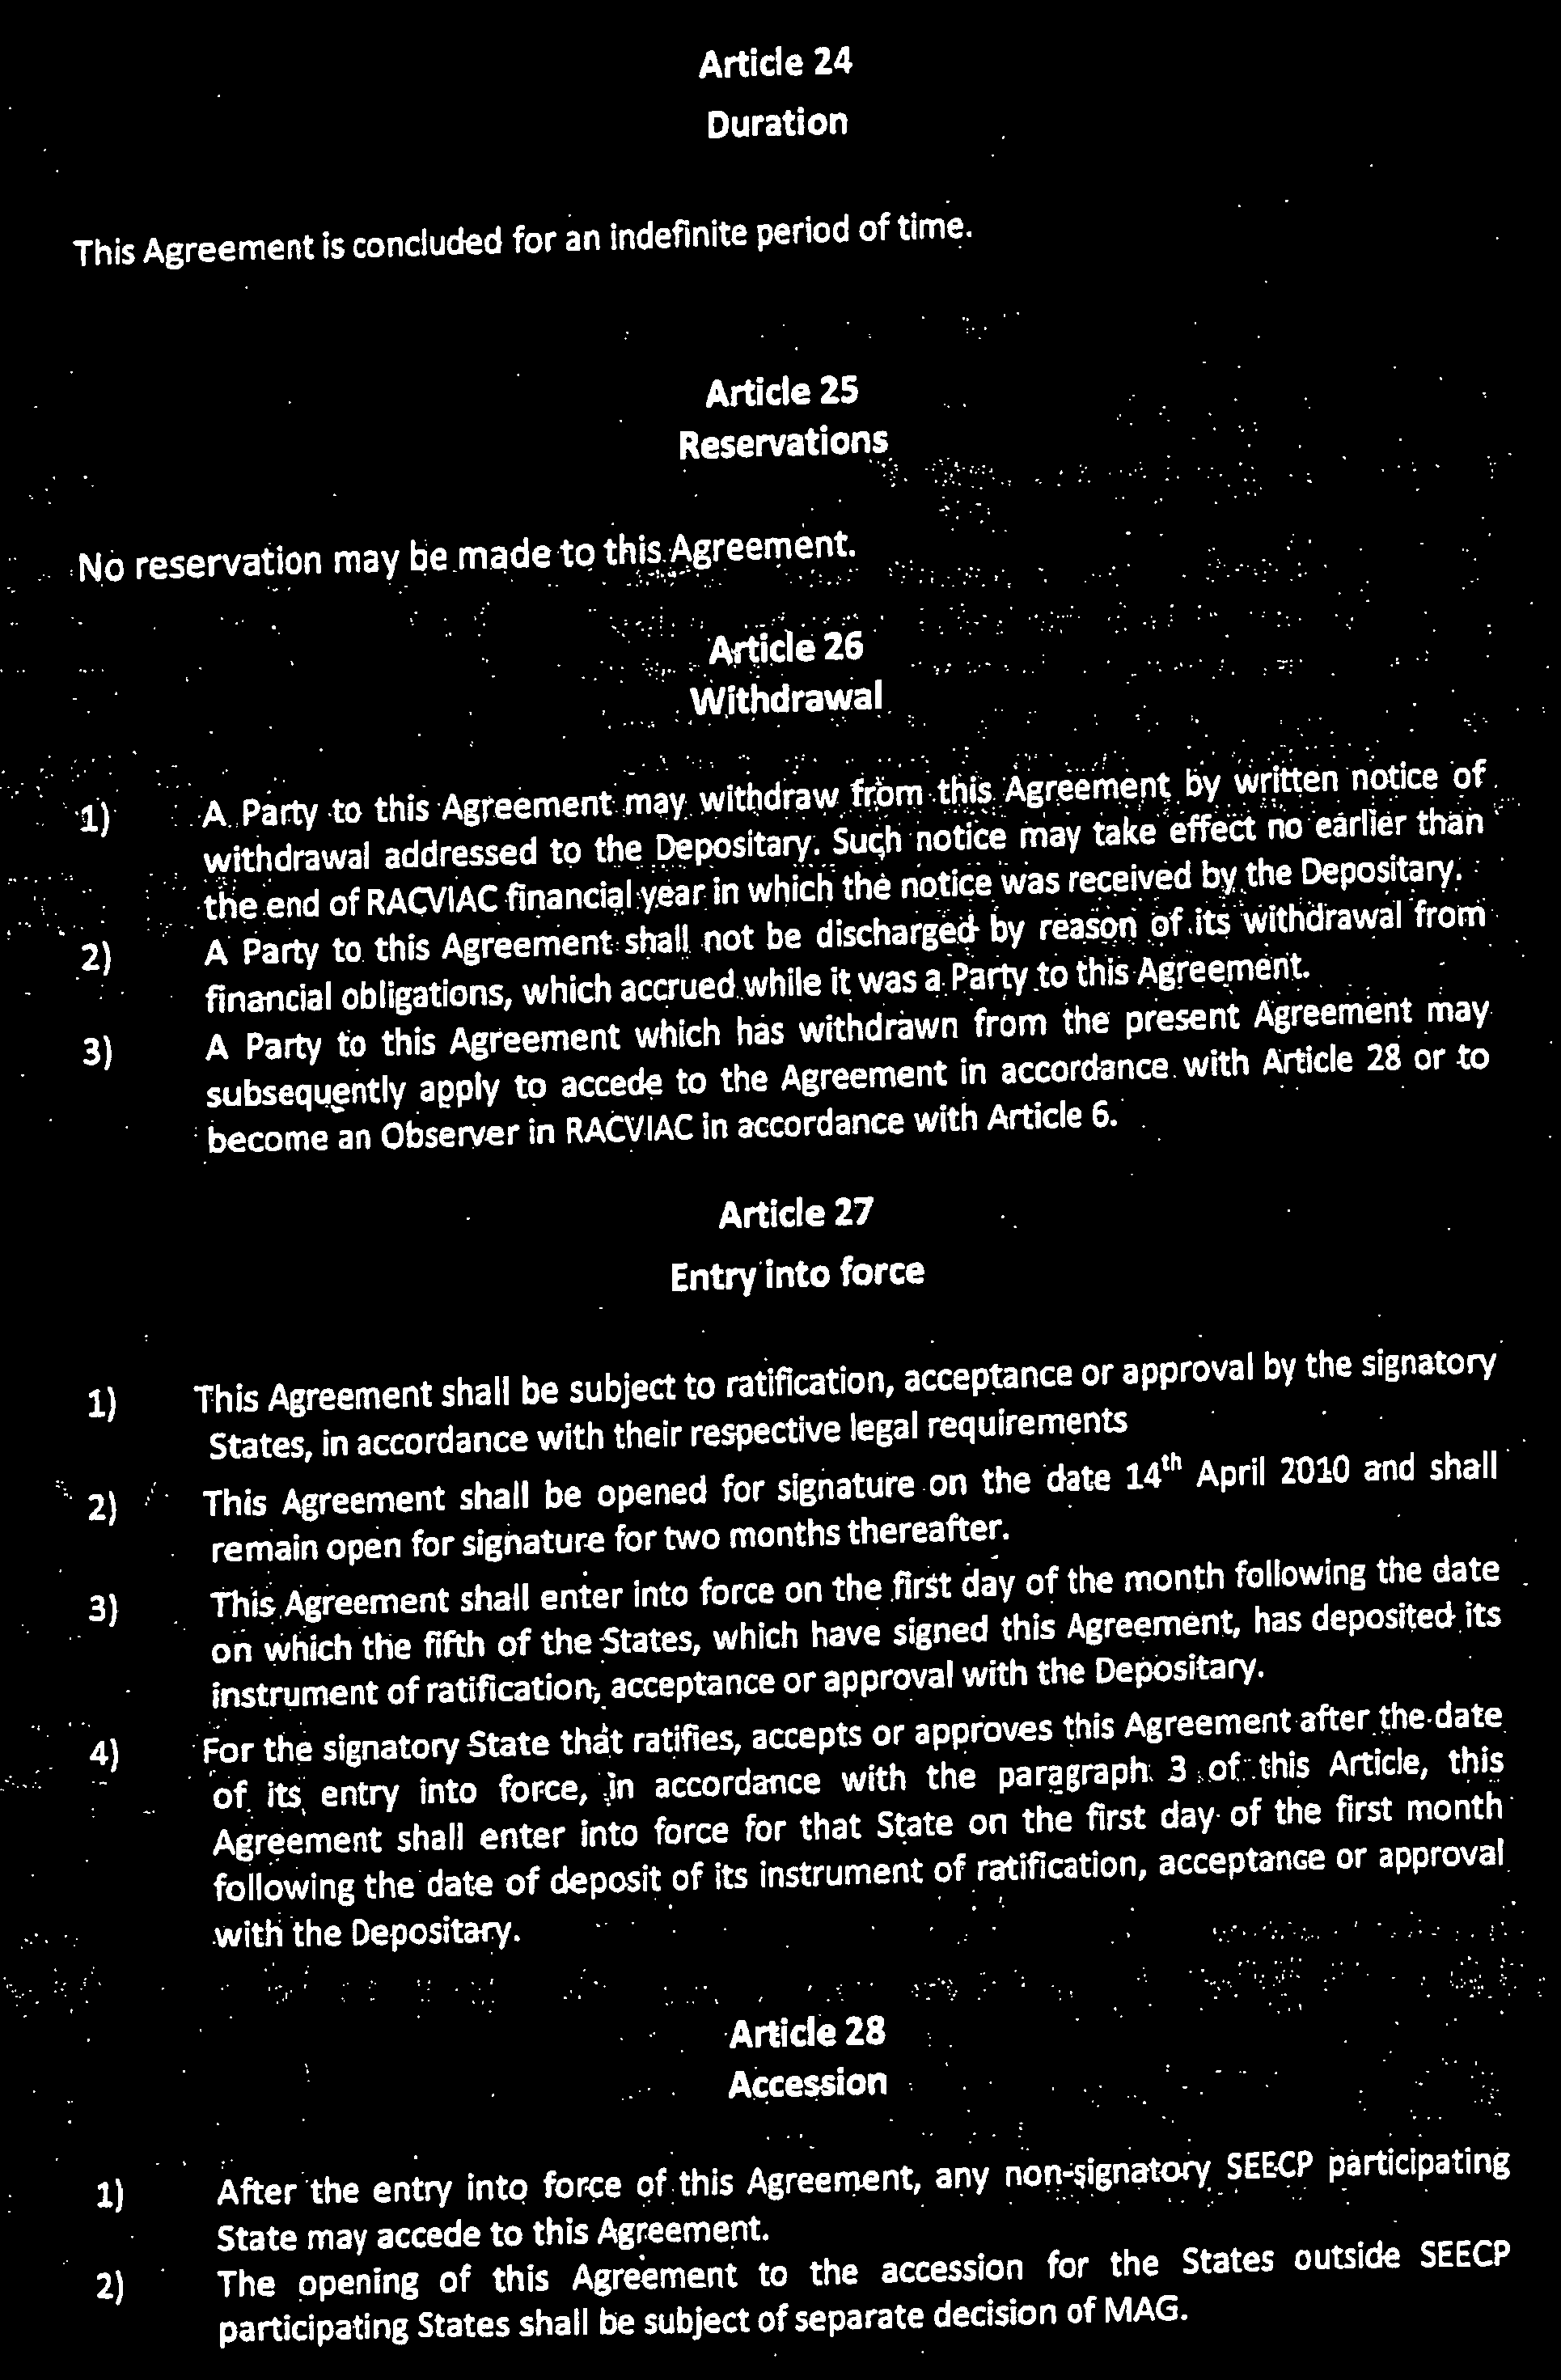 Article 24
Duration
This Agreement is concluded for an indefinite period of time.
Article 25
Reservations
No reservation may be made to this Agreement.
Article 26
Withdrawal
1) A Party to this Agreement may withdraw from this Agreement by written notice of
withdrawal addressed to the Depositary. Such notice may take effect no earlier than
the end of RACVIAC financial year in which the notice was received by the Depositary.
2) A Party to this Agreement shall not be discharged by reason of its withdrawal from
financial obligations, which accrued while it was a Party to this Agreement.
3) A Party to this Agreement which has withdrawn from the present Agreement may
subsequently apply to accede to the Agreement in accordance with Article 28 or to
become an Observer in RACVIAC in accordance with Article 6.
Article 27
Entry into force
1) This Agreement shall be subject to ratification, acceptance or approval by the signatory
States, in accordance with their respective legal requirements
2) This Agreement shall be opened for signature on the date 14th April 2010 and shall
remain open for signature for two months thereafter.
3) This Agreement shall enter into force on the first day of the month following the date
on which the fifth of the States, which have signed this Agreement, has deposited its
instrument of ratification, acceptance or approval with the Depositary.
4) For the signatory State that ratifies, accepts or approves this Agreement after the date
of its entry into force, in accordance with the paragraph 3 of this Article, this
Agreement shall enter into force for that State on the first day of the first month
following the date of deposit of its instrument of ratification, acceptance or approval
with the Depositary.
Article 28
Accession
1) After the entry into force of this Agreement, any non-signatory SEECP participating
State may accede to this Agreement.
2) The opening of this Agreement to the accession for the States outside SEECP
participating States shall be subject of separate decision of MAG.